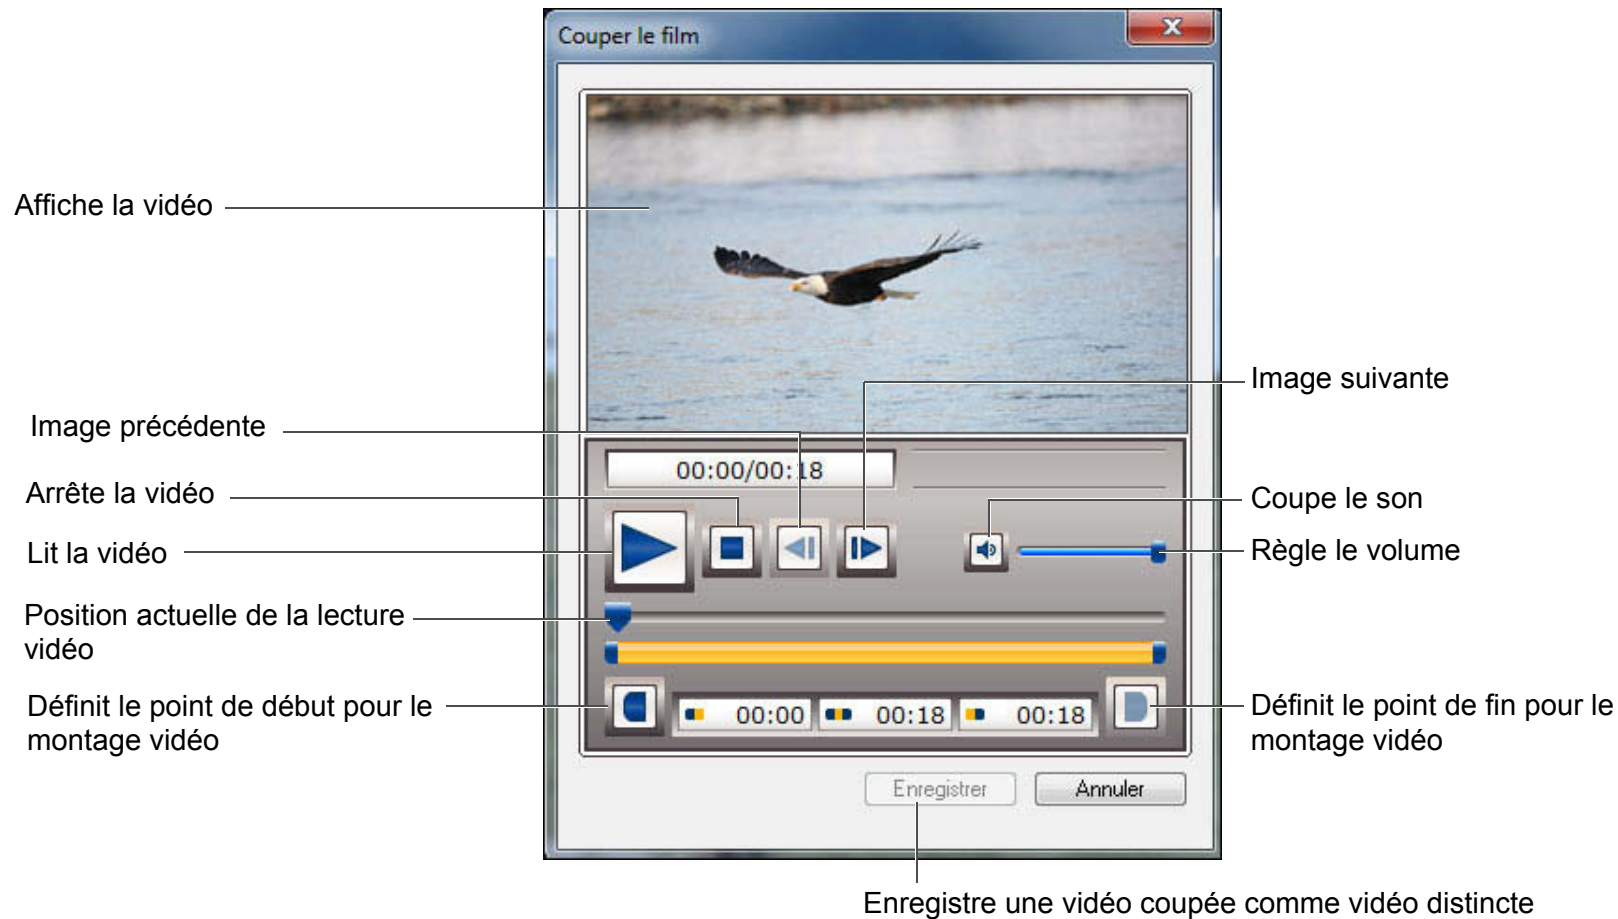 Couper le film
Affiche la vidéo
Image suivante
Image précédente
00:00/00:18
Arrête la vidéo
Coupe le son
Lit la vidéo
Règle le volume
Position actuelle de la lecture
vidéo
Définit le point de début pour le
montage vidéo
00:00 00:18 00:18
Définit le point de fin pour le
montage vidéo
Enregistrer Annuler
Enregistre une vidéo coupée comme vidéo distincte